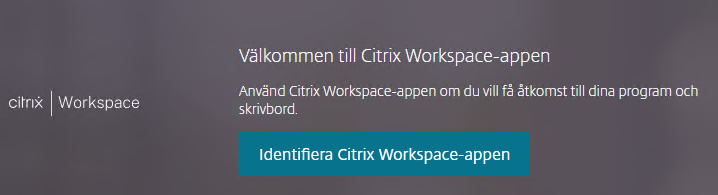 Välkommen till Citrix Workspace-appen
citrix | Workspace
Använd Citrix Workspace-appen om du vill få åtkomst till dina program och
skrivbord.
Identifiera Citrix Workspace-appen